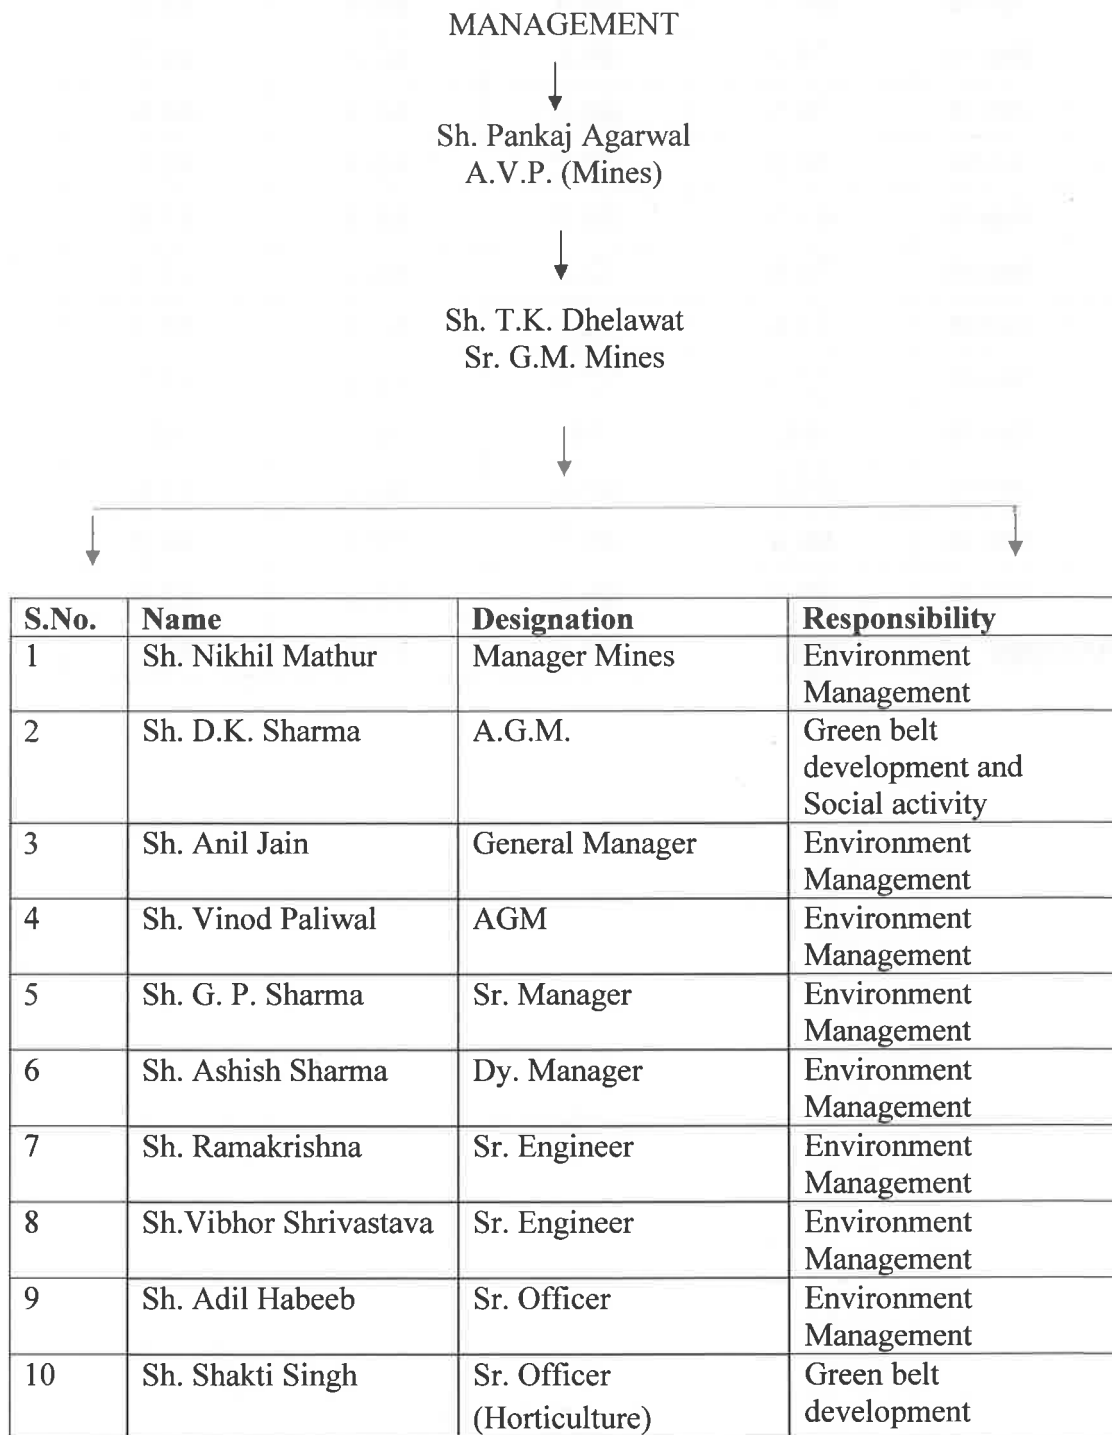 MANAGEMENT
Sh. Pankaj Agarwal
A.V.P. (Mines)
Sh. T.K. Dhelawat
Sr. G.M. Mines
S.No. Name Designation Responsibility
1 Sh. Nikhil Mathur Manager Mines Environment
Management
2 Sh. D.K. Sharma A.G.M. Green belt
development and
Social activity
3 Sh. Anil Jain General Manager Environment
Management
4 Sh. Vinod Paliwal AGM Environment
Management
5 Sh. G. P. Sharma Sr. Manager Environment
Management
6 Sh. Ashish Sharma Dy. Manager Environment
Management
7 Sh. Ramakrishna Sr. Engineer Environment
Management
8 Sh.Vibhor Shrivastava Sr. Engineer Environment
Management
9 Sh. Adil Habeeb Sr. Officer Environment
Management
10 Sh. Shakti Singh Sr. Officer Green belt
(Horticulture) development